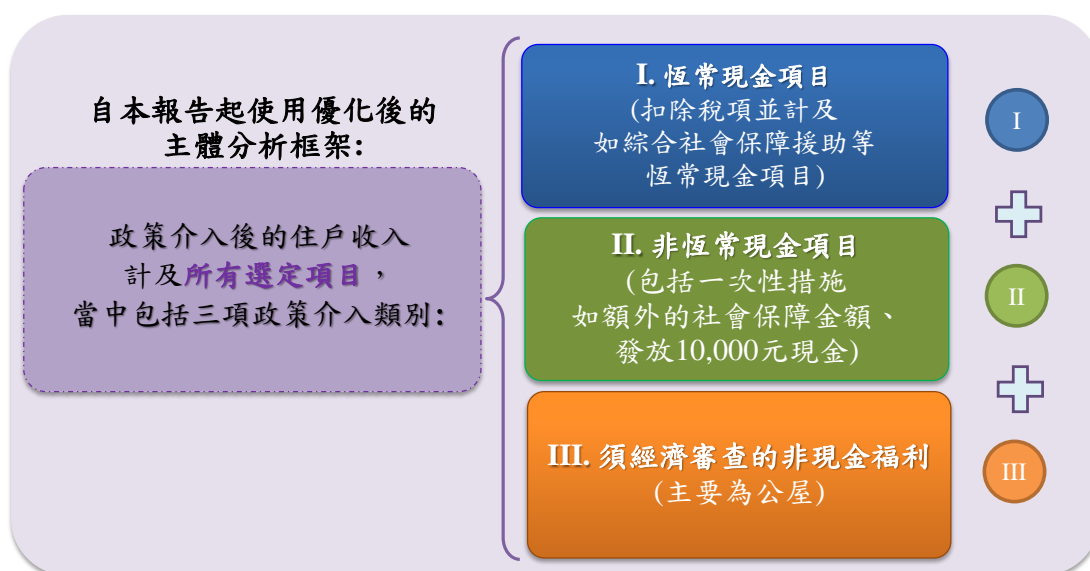 自本報告起使用優化後的
主體分析框架:
政策介入後的住戶收入
計及所有選定項目，
當中包括三項政策介入類別:
I. 恆常現金項目
(扣除稅項並計及
如綜合社會保障援助等
恆常現金項目)
I
II. 非恆常現金項目
(包括一次性措施
如額外的社會保障金額、
發放10,000元現金)
II
III. 須經濟審查的非現金福利
(主要為公屋)
III